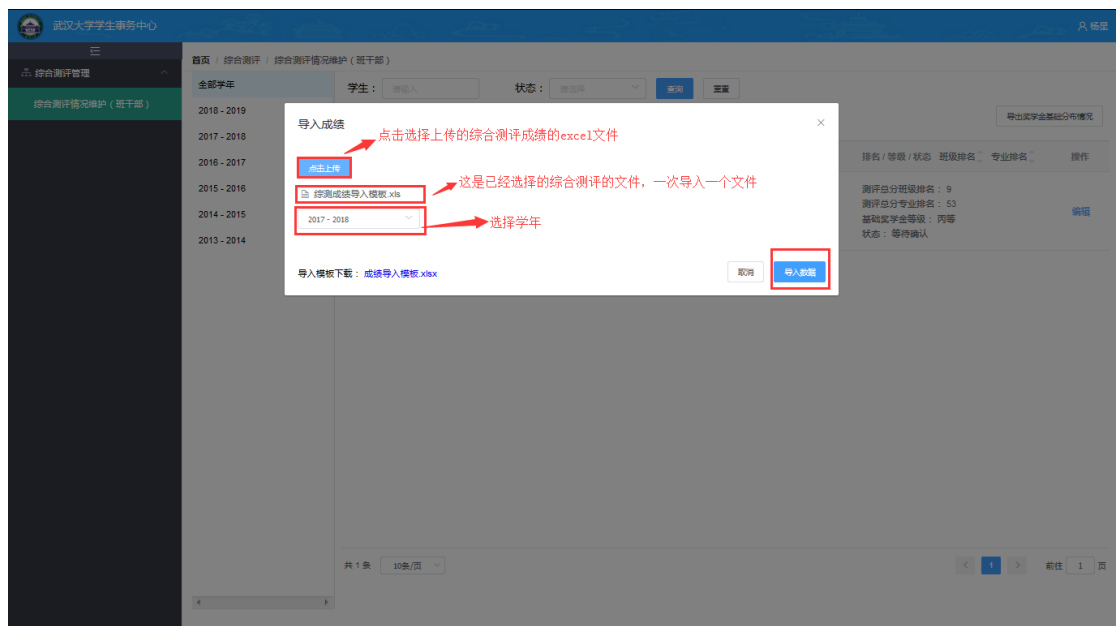 武汉大学学生事务中心
杨至
综合测评管理
综合测评情况维护（班干部）
首页 / 综合测评 / 综合测评情况维护（班干部）
全部学年
2018 - 2019
2017 - 2018
2016 - 2017
2015 - 2016
2014 - 2015
2013 - 2014
学生： 请输入 状态： 请选择 查询 重置
导出奖学金基础分布情况
排名 / 等级 / 状态 班级排名 专业排名 操作
测评总分班级排名： 9
测评总分专业排名： 53
基础奖学金等级： 丙等
状态： 等待确认
编辑
导入成绩
点击选择上传的综合测评成绩的excel文件
点击上传
综测成绩导入模板.xls
这是已经选择的综合测评的文件，一次导入一个文件
2017 - 2018
选择学年
导入模板下载： 成绩导入模板.xlsx
取消 导入数据
共 1 条 10条/页
1 前往 1 页